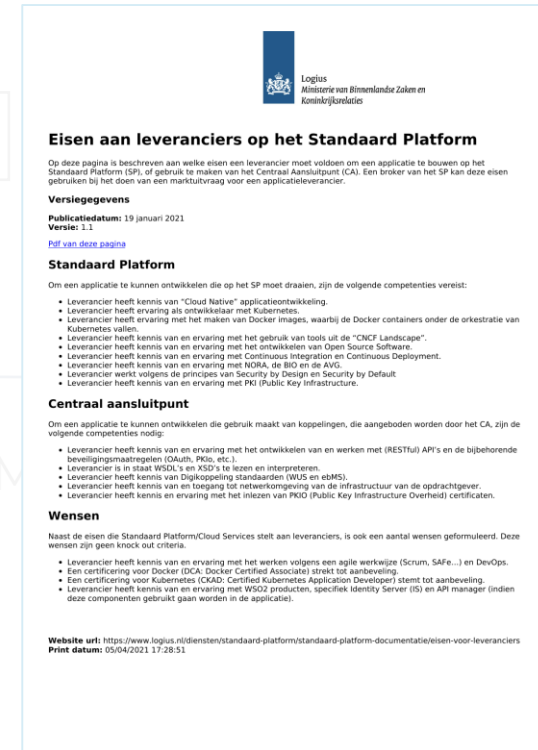 Logius
Ministerie van Binnenlandse Zaken en
Koninkrijksrelaties
Eisen aan leveranciers op het Standaard Platform
Op deze pagina is beschreven aan welke eisen een leverancier moet voldoen om een applicatie te bouwen op het
Standaard Platform (SP), of gebruik te maken van het Centraal Aansluitpunt (CA). Een broker van het SP kan deze eisen
gebruiken bij het doen van een marktuitvraag voor een applicatieleverancier.
Versiegegevens
Publicatiedatum: 19 januari 2021
Versie: 1.1
Pdf van deze pagina
Standaard Platform
Om een applicatie te kunnen ontwikkelen die op het SP moet draaien, zijn de volgende competenties vereist:
• Leverancier heeft kennis van "Cloud Native" applicatieontwikkeling.
• Leverancier heeft ervaring als ontwikkelaar met Kubernetes.
• Leverancier heeft ervaring met het maken van Docker images, waarbij de Docker containers onder de orkestratie van
Kubernetes vallen.
• Leverancier heeft kennis van en ervaring met het gebruik van tools uit de "CNCF Landscape".
• Leverancier heeft kennis van en ervaring met het ontwikkelen van Open Source Software.
• Leverancier heeft kennis van en ervaring met Continuous Integration en Continuous Deployment.
• Leverancier heeft kennis van en ervaring met NORA, de BIO en de AVG.
• Leverancier werkt volgens de principes van Security by Design en Security by Default
• Leverancier heeft kennis van en ervaring met PKI (Public Key Infrastructure.
Centraal aansluitpunt
Om een applicatie te kunnen ontwikkelen die gebruik maakt van koppelingen, die aangeboden worden door het CA, zijn de
volgende competenties nodig:
• Leverancier heeft kennis van en ervaring met het ontwikkelen van en werken met (RESTful) API's en de bijbehorende
beveiligingsmaatregelen (OAuth, PKIo, etc.).
• Leverancier is in staat WSDL's en XSD's te lezen en interpreteren.
• Leverancier heeft kennis van Digikoppeling standaarden (WUS en ebMS).
• Leverancier heeft kennis van en toegang tot netwerkomgeving van de infrastructuur van de opdrachtgever.
• Leverancier heeft kennis en ervaring met het inlezen van PKIO (Public Key Infrastructure Overheid) certificaten.
Wensen
Naast de eisen die Standaard Platform/Cloud Services stelt aan leveranciers, is ook een aantal wensen geformuleerd. Deze
wensen zijn geen knock out criteria.
• Leverancier heeft kennis van en ervaring met het werken volgens een agile werkwijze (Scrum, SAFe...) en DevOps.
• Een certificering voor Docker (DCA: Docker Certified Associate) strekt tot aanbeveling.
• Een certificering voor Kubernetes (CKAD: Certified Kubernetes Application Developer) stemt tot aanbeveling.
• Leverancier heeft kennis van en ervaring met WSO2 producten, specifiek Identity Server (IS) en API manager (indien
deze componenten gebruikt gaan worden in de applicatie).
Website url: https://www.logius.nl/diensten/standaard-platform/standaard-platform-documentatie/eisen-voor-leveranciers
Print datum: 05/04/2021 17:28:51